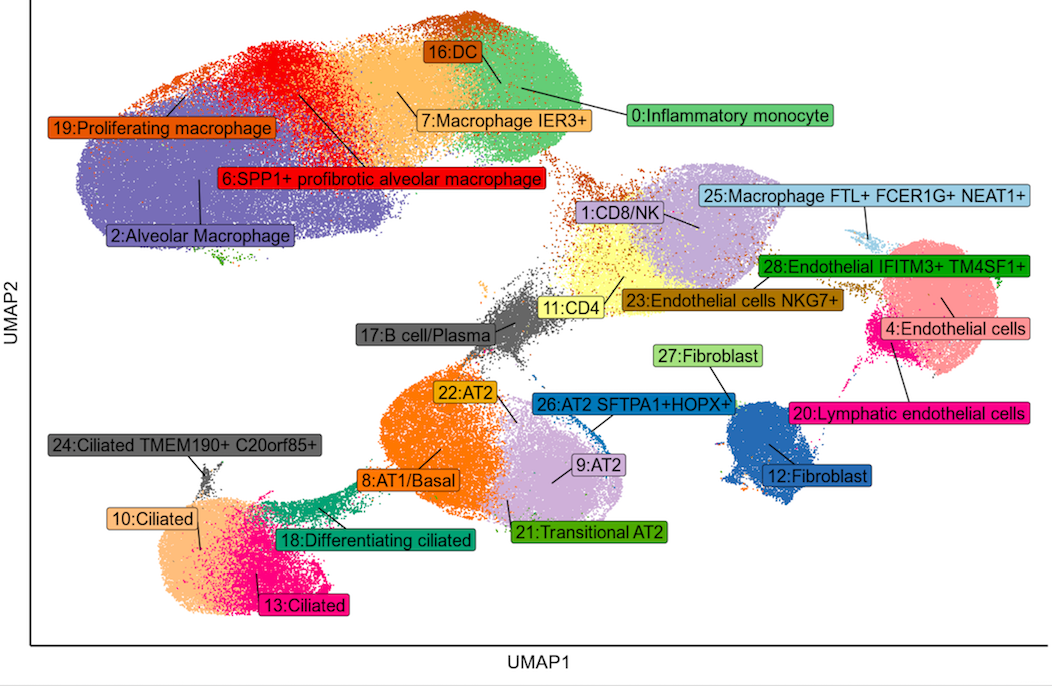 16:DC
7:Macrophage IER3+
0:Inflammatory monocyte
19:Proliferating macrophage
6:SPP1+ profibrotic alveolar macrophage
2:Alveolar Macrophage
25:Macrophage FTL+ FCER1G+ NEAT1+
1:CD8/NK
28:Endothelial IFITM3+ TM4SF1+
23:Endothelial cells NKG7+
11:CD4
4:Endothelial cells
17:B cell/Plasma
27:Fibroblast
22:AT2
26:AT2 SFTPA1+HOPX+
20:Lymphatic endothelial cells
24:Ciliated TMEM190+ C20orf85+
9:AT2
8:AT1/Basal
12:Fibroblast
10:Ciliated
21:Transitional AT2
18:Differentiating ciliated
13:Ciliated
UMAP2
UMAP1